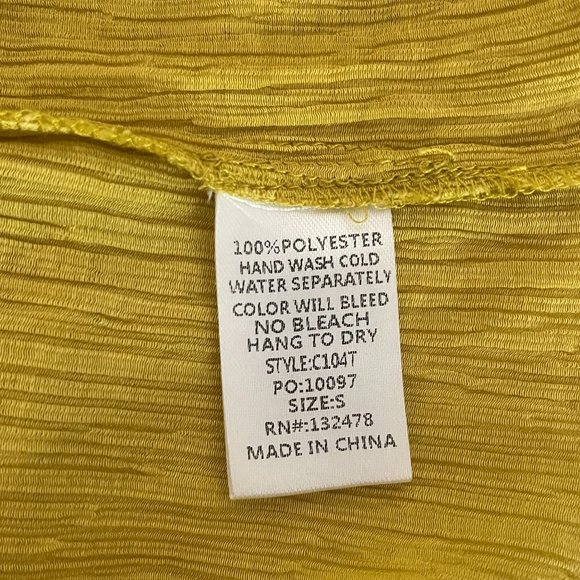 100%POLYESTER
HAND WASH COLD
WATER SEPARATELY
COLOR WILL BLEED
NO BLEACH
HANG TO DRY
STYLE:C104T
PO:10097
SIZE:S
RN#:132478
MADE IN CHINA